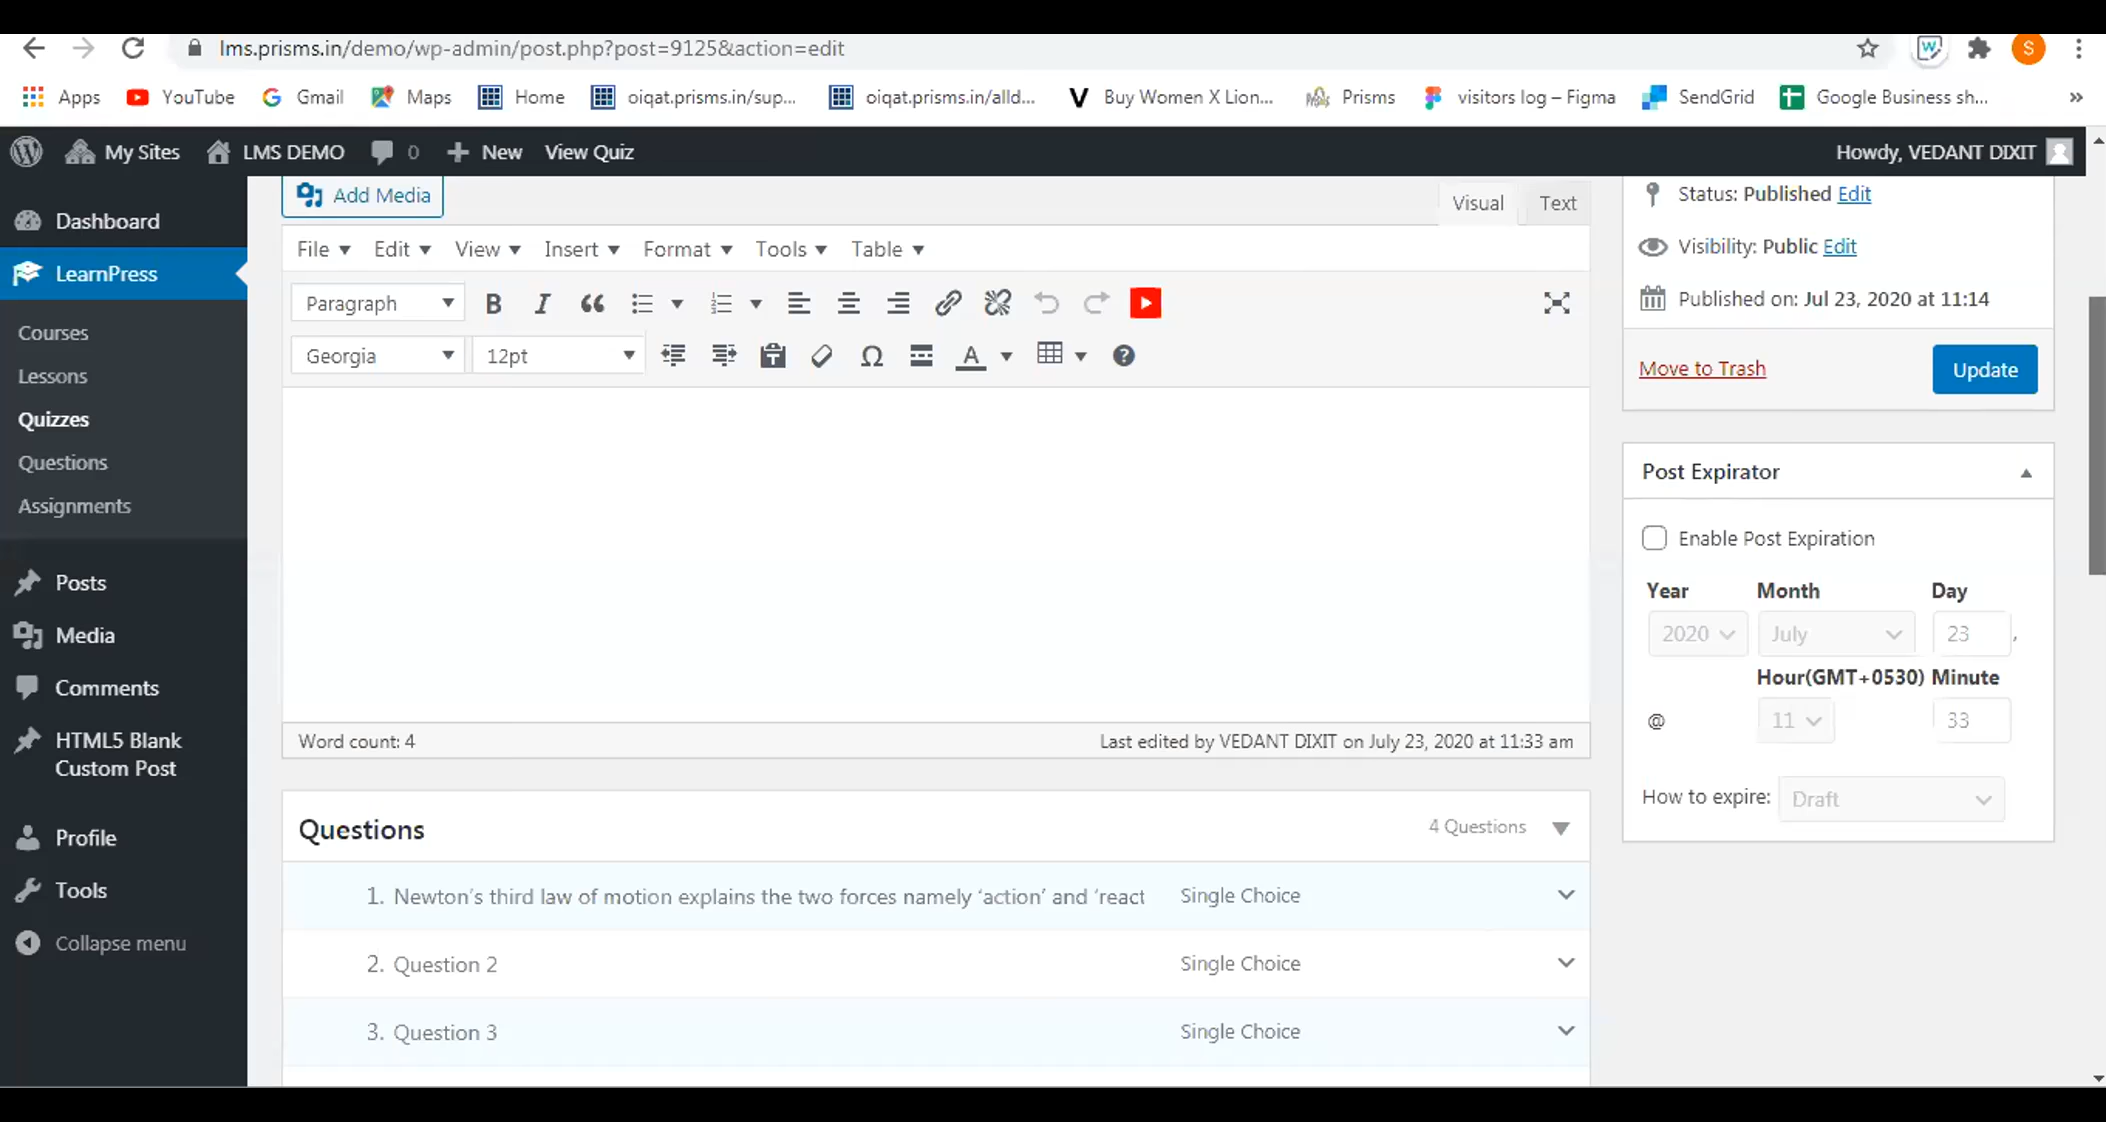 lms.prisms.in/demo/wp-admin/post.php?post=9125&action=edit
S
Apps YouTube Gmail Maps Home oiqat.prisms.in/sup... oiqat.prisms.in/alld... Buy Women X Lion... Prisms visitors log – Figma SendGrid Google Business sh... »
My Sites LMS DEMO 0 + New View Quiz Howdy, VEDANT DIXIT
Dashboard
LearnPress
Courses
Lessons
Quizzes
Questions
Assignments
Posts
Media
Comments
HTML5 Blank
Custom Post
Profile
Tools
Collapse menu
Add Media Visual Text
File Edit View Insert Format Tools Table
Paragraph
Georgia 12pt
Word count: 4 Last edited by VEDANT DIXIT on July 23, 2020 at 11:33 am
Questions 4 Questions
1. Newton’s third law of motion explains the two forces namely ‘action’ and ‘react Single Choice
2. Question 2 Single Choice
3. Question 3 Single Choice
Status: Published Edit
Visibility: Public Edit
Published on: Jul 23, 2020 at 11:14
Move to Trash Update
Post Expirator
Enable Post Expiration
Year Month Day
2020 July 23 ,
Hour(GMT+0530) Minute
@ 11 33
How to expire: Draft